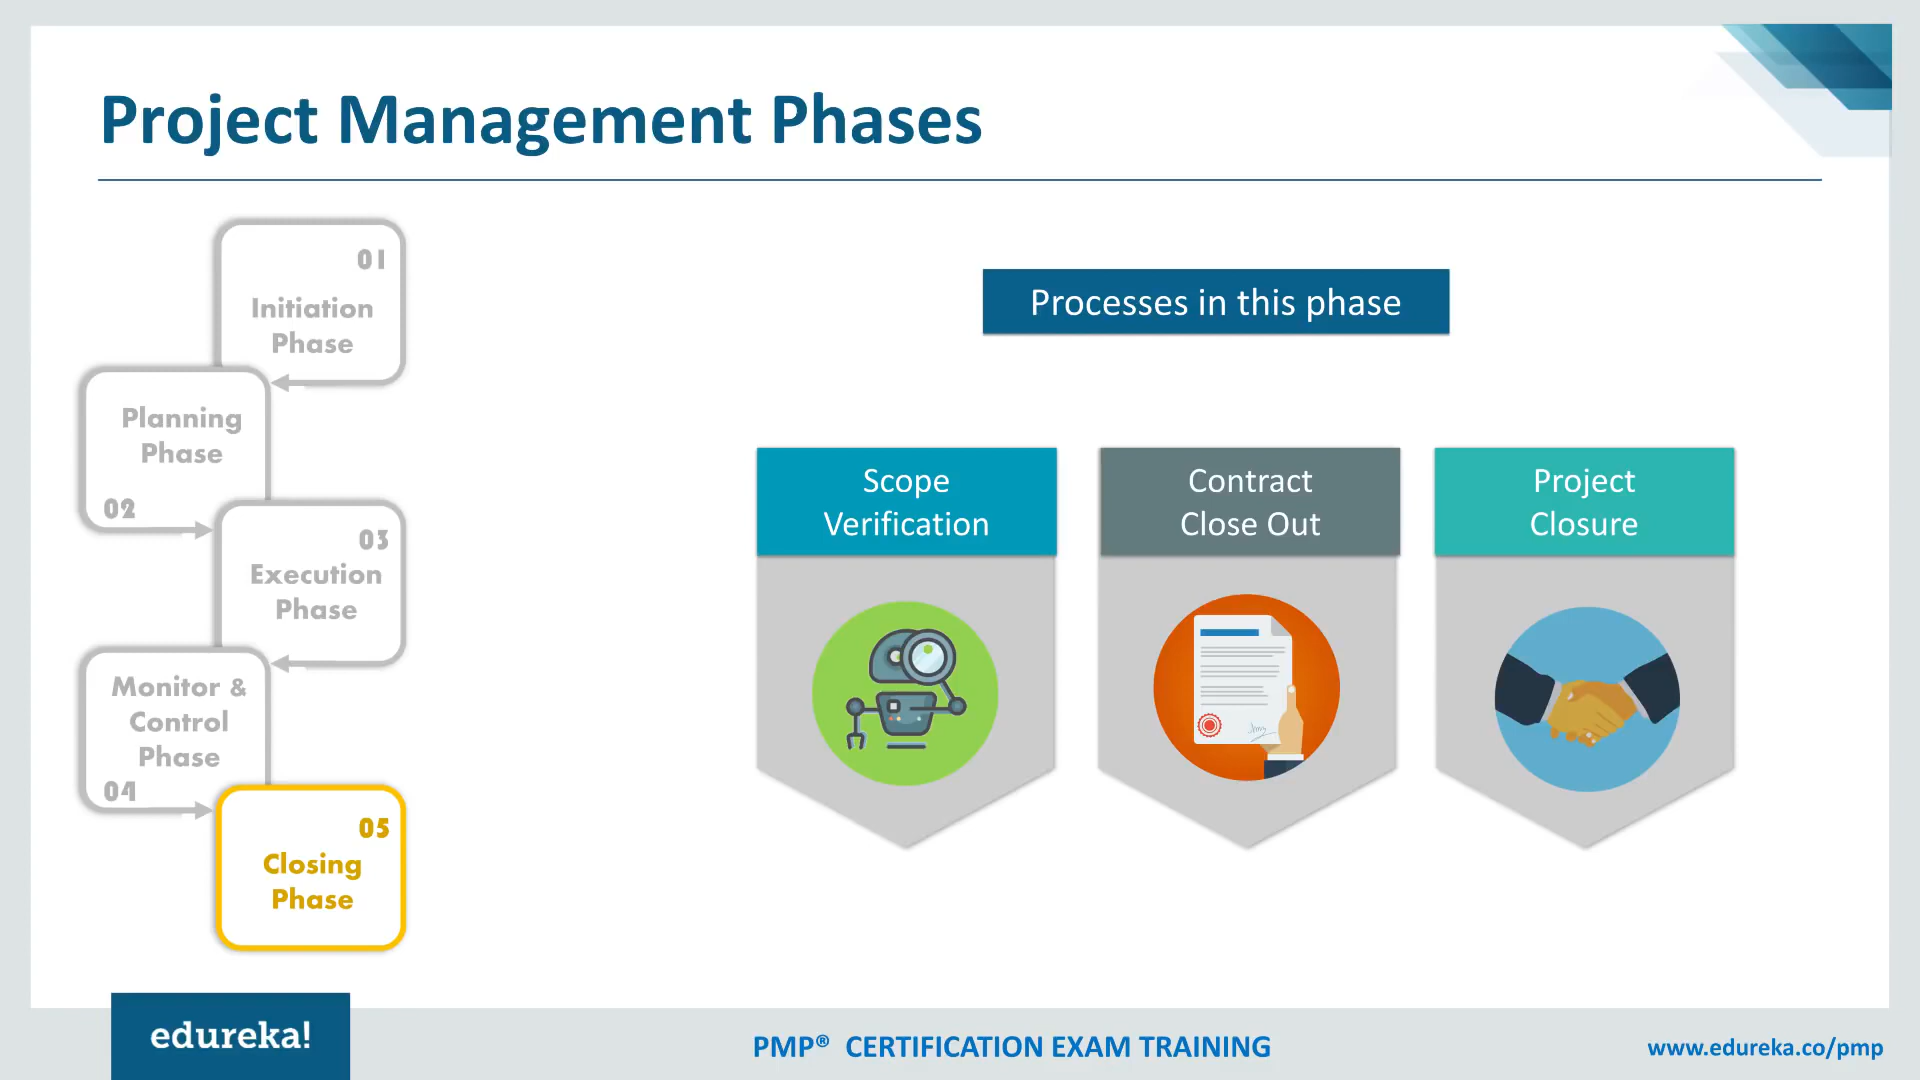 Project Management Phases
01
Initiation
Phase
Planning
Phase
02
03
Execution
Phase
Monitor &
Control
Phase
04
05
Closing
Phase
Processes in this phase
Scope
Verification
Contract
Close Out
Project
Closure
edureka!
PMP® CERTIFICATION EXAM TRAINING
www.edureka.co/pmp